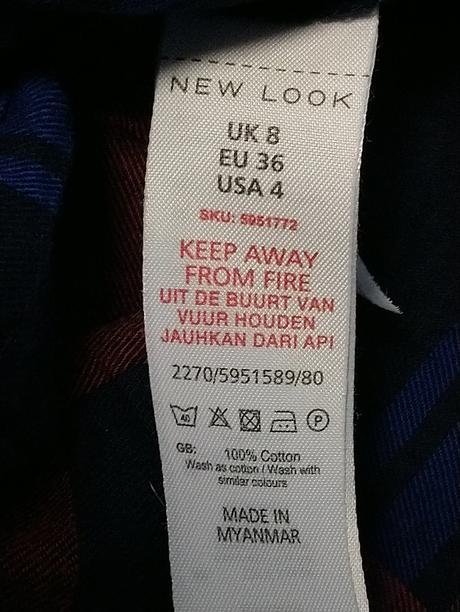 NEW LOOK
UK 8
EU 36
USA 4
SKU: 5951772
KEEP AWAY
FROM FIRE
UIT DE BUURT VAN
VUUR HOUDEN
JAUHKAN DARI API
2270/5951589/80
40 P
GB: 100% Cotton
Wash as cotton / Wash with
similar colours
MADE IN
MYANMAR